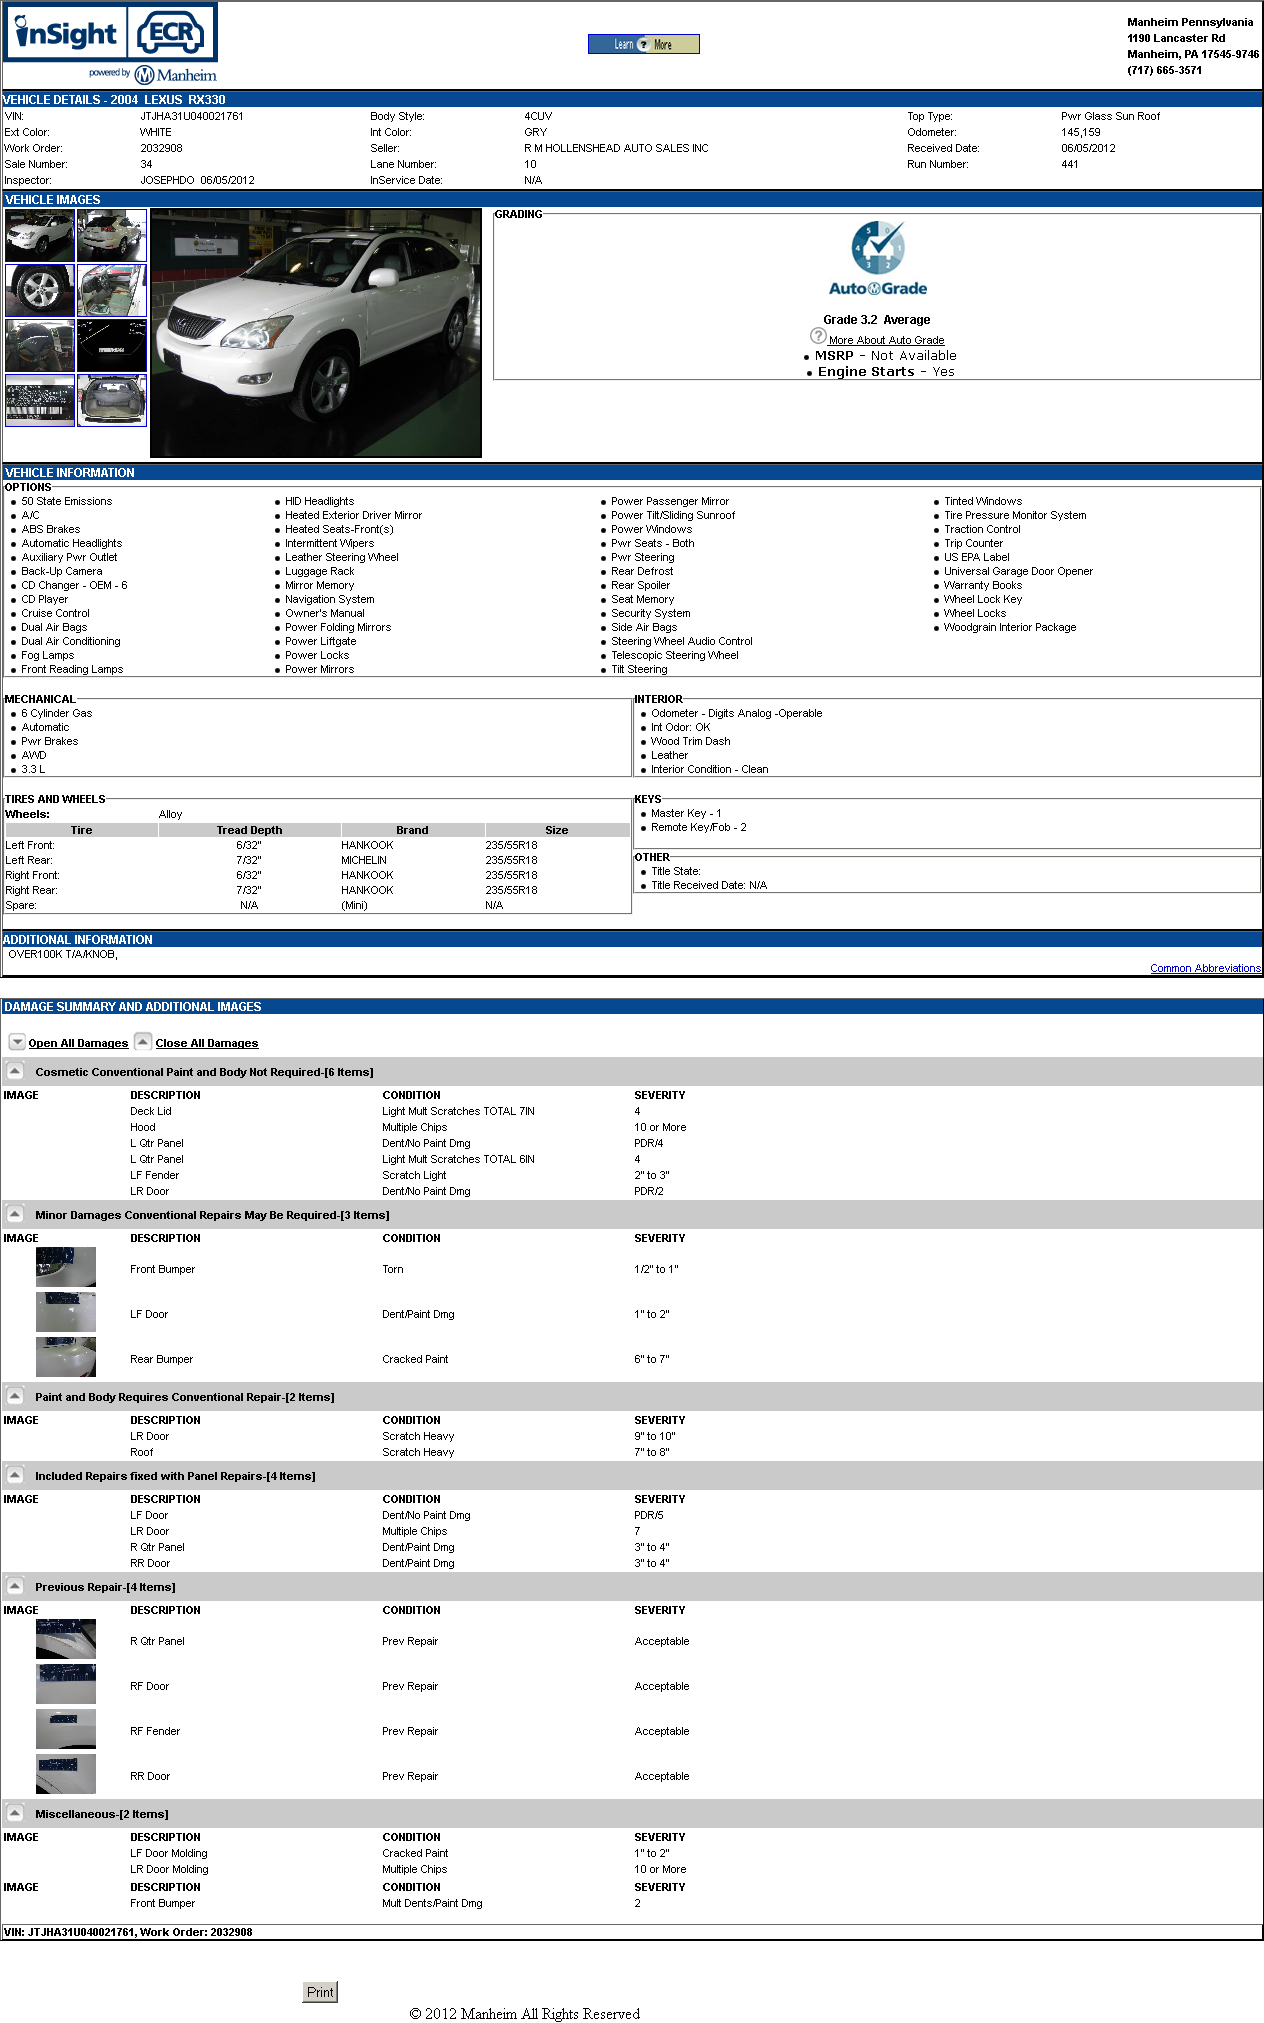 inSight ECR
powered by Manheim
Learn ? More
Manheim Pennsylvania
1190 Lancaster Rd
Manheim, PA 17545-9746
(717) 665-3571
VEHICLE DETAILS - 2004 LEXUS RX330
VIN: JTJHA31U040021761 Body Style: 4CUV Top Type: Pwr Glass Sun Roof
Ext Color: WHITE Int Color: GRY Odometer: 145,159
Work Order: 2032908 Seller: R M HOLLENSHEAD AUTO SALES INC Received Date: 06/05/2012
Sale Number: 34 Lane Number: 10 Run Number: 441
Inspector: JOSEPHDO 06/05/2012 InService Date: N/A
VEHICLE IMAGES
GRADING
5 0 4 1 3 2
AutoGrade
Grade 3.2 Average
? More About Auto Grade
• MSRP - Not Available
• Engine Starts - Yes
VEHICLE INFORMATION
OPTIONS
• 50 State Emissions • HID Headlights • Power Passenger Mirror • Tinted Windows
• A/C • Heated Exterior Driver Mirror • Power Tilt/Sliding Sunroof • Tire Pressure Monitor System
• ABS Brakes • Heated Seats-Front(s) • Power Windows • Traction Control
• Automatic Headlights • Intermittent Wipers • Pwr Seats - Both • Trip Counter
• Auxiliary Pwr Outlet • Leather Steering Wheel • Pwr Steering • US EPA Label
• Back-Up Camera • Luggage Rack • Rear Defrost • Universal Garage Door Opener
• CD Changer - OEM - 6 • Mirror Memory • Rear Spoiler • Warranty Books
• CD Player • Navigation System • Seat Memory • Wheel Lock Key
• Cruise Control • Owner's Manual • Security System • Wheel Locks
• Dual Air Bags • Power Folding Mirrors • Side Air Bags • Woodgrain Interior Package
• Dual Air Conditioning • Power Liftgate • Steering Wheel Audio Control
• Fog Lamps • Power Locks • Telescopic Steering Wheel
• Front Reading Lamps • Power Mirrors • Tilt Steering
MECHANICAL
• 6 Cylinder Gas
• Automatic
• Pwr Brakes
• AWD
• 3.3 L
INTERIOR
• Odometer - Digits Analog -Operable
• Int Odor: OK
• Wood Trim Dash
• Leather
• Interior Condition - Clean
TIRES AND WHEELS
Wheels: Alloy
Tire Tread Depth Brand Size
Left Front: 6/32" HANKOOK 235/55R18
Left Rear: 7/32" MICHELIN 235/55R18
Right Front: 6/32" HANKOOK 235/55R18
Right Rear: 7/32" HANKOOK 235/55R18
Spare: N/A (Mini) N/A
KEYS
• Master Key - 1
• Remote Key/Fob - 2
OTHER
• Title State:
• Title Received Date: N/A
ADDITIONAL INFORMATION
OVER100K T/A/KNOB,
Common Abbreviations
DAMAGE SUMMARY AND ADDITIONAL IMAGES
Open All Damages Close All Damages
Cosmetic Conventional Paint and Body Not Required-[6 Items]
IMAGE DESCRIPTION CONDITION SEVERITY
Deck Lid Light Mult Scratches TOTAL 7IN 4
Hood Multiple Chips 10 or More
L Qtr Panel Dent/No Paint Dmg PDR/4
L Qtr Panel Light Mult Scratches TOTAL 6IN 4
LF Fender Scratch Light 2" to 3"
LR Door Dent/No Paint Dmg PDR/2
Minor Damages Conventional Repairs May Be Required-[3 Items]
IMAGE DESCRIPTION CONDITION SEVERITY
Front Bumper Torn 1/2" to 1"
LF Door Dent/Paint Dmg 1" to 2"
Rear Bumper Cracked Paint 6" to 7"
Paint and Body Requires Conventional Repair-[2 Items]
IMAGE DESCRIPTION CONDITION SEVERITY
LR Door Scratch Heavy 9" to 10"
Roof Scratch Heavy 7" to 8"
Included Repairs fixed with Panel Repairs-[4 Items]
IMAGE DESCRIPTION CONDITION SEVERITY
LF Door Dent/No Paint Dmg PDR/5
LR Door Multiple Chips 7
R Qtr Panel Dent/Paint Dmg 3" to 4"
RR Door Dent/Paint Dmg 3" to 4"
Previous Repair-[4 Items]
IMAGE DESCRIPTION CONDITION SEVERITY
R Qtr Panel Prev Repair Acceptable
RF Door Prev Repair Acceptable
RF Fender Prev Repair Acceptable
RR Door Prev Repair Acceptable
Miscellaneous-[2 Items]
IMAGE DESCRIPTION CONDITION SEVERITY
LF Door Molding Cracked Paint 1" to 2"
LR Door Molding Multiple Chips 10 or More
IMAGE DESCRIPTION CONDITION SEVERITY
Front Bumper Mult Dents/Paint Dmg 2
VIN: JTJHA31U040021761, Work Order: 2032908
Print
© 2012 Manheim All Rights Reserved